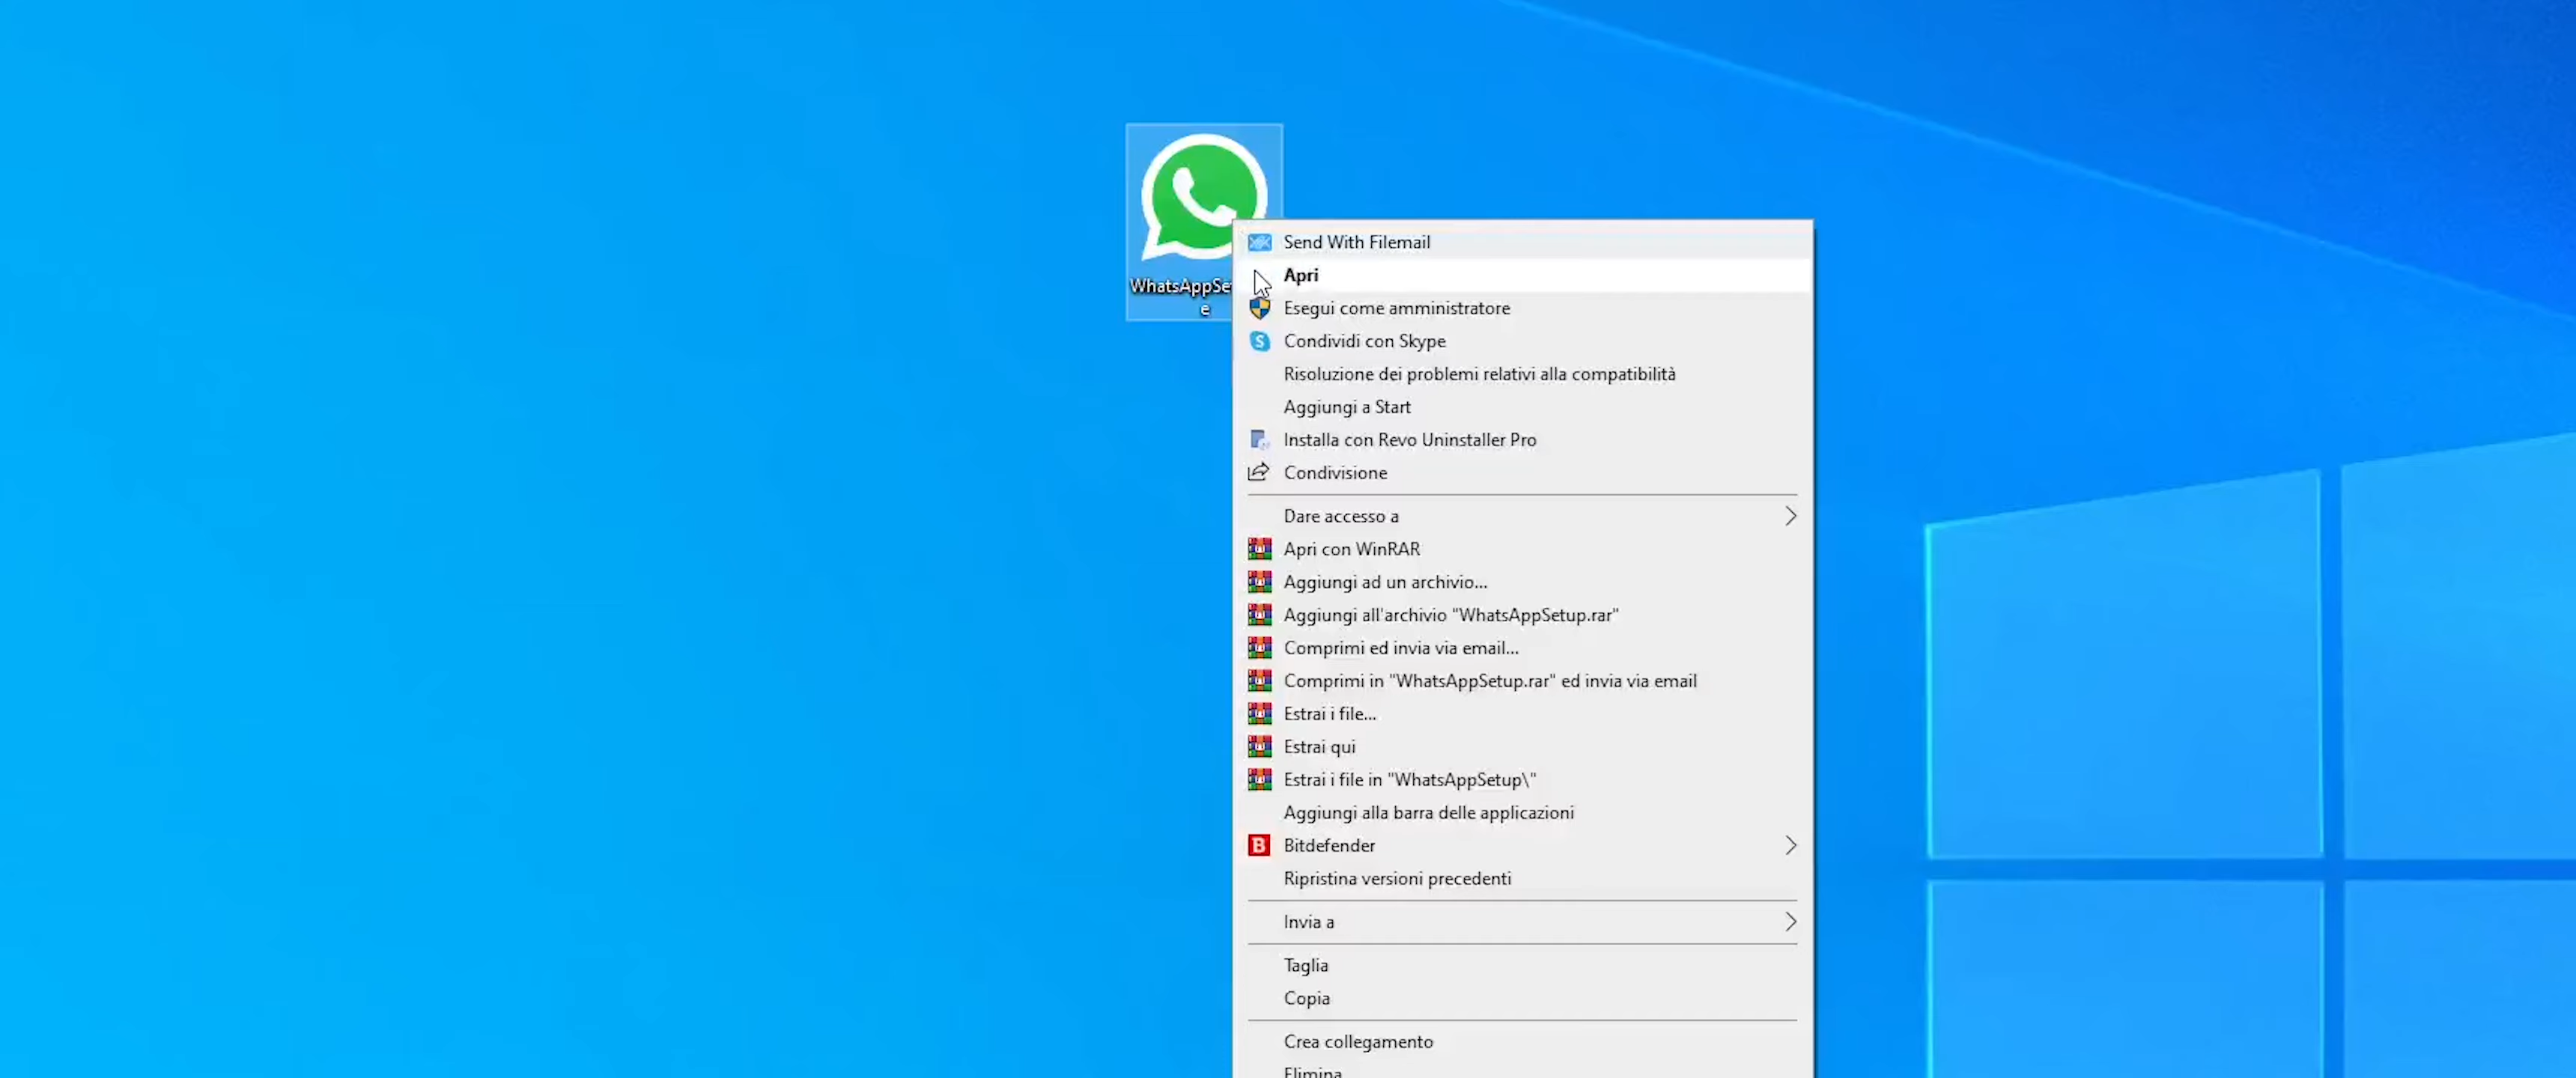 WhatsAppSe
e
Send With Filemail
Apri
Esegui come amministratore
Condividi con Skype
Risoluzione dei problemi relativi alla compatibilità
Aggiungi a Start
Installa con Revo Uninstaller Pro
Condivisione
Dare accesso a
Apri con WinRAR
Aggiungi ad un archivio...
Aggiungi all'archivio "WhatsAppSetup.rar"
Comprimi ed invia via email...
Comprimi in "WhatsAppSetup.rar" ed invia via email
Estrai i file...
Estrai qui
Estrai i file in "WhatsAppSetup\"
Aggiungi alla barra delle applicazioni
Bitdefender
Ripristina versioni precedenti
Invia a
Taglia
Copia
Crea collegamento
Elimina